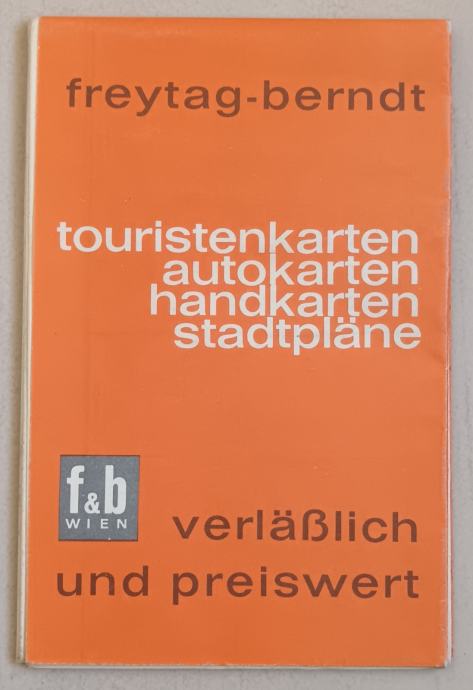 freytag-berndt
touristenkarten
autokarten
handkarten
stadtpläne
f&b
WIEN
verläßlich
und preiswert